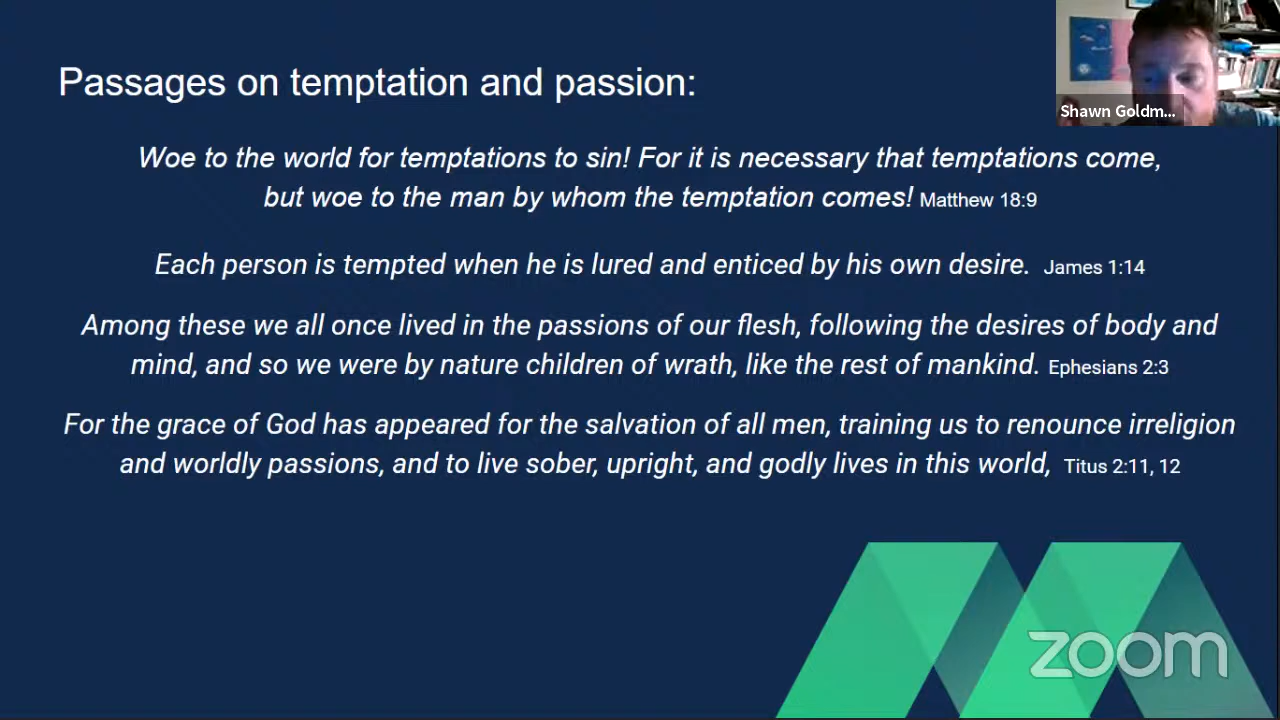 Passages on temptation and passion:
Shawn Goldm...
Woe to the world for temptations to sin! For it is necessary that temptations come,
but woe to the man by whom the temptation comes! Matthew 18:9
Each person is tempted when he is lured and enticed by his own desire. James 1:14
Among these we all once lived in the passions of our flesh, following the desires of body and
mind, and so we were by nature children of wrath, like the rest of mankind. Ephesians 2:3
For the grace of God has appeared for the salvation of all men, training us to renounce irreligion
and worldly passions, and to live sober, upright, and godly lives in this world, Titus 2:11, 12
zoom